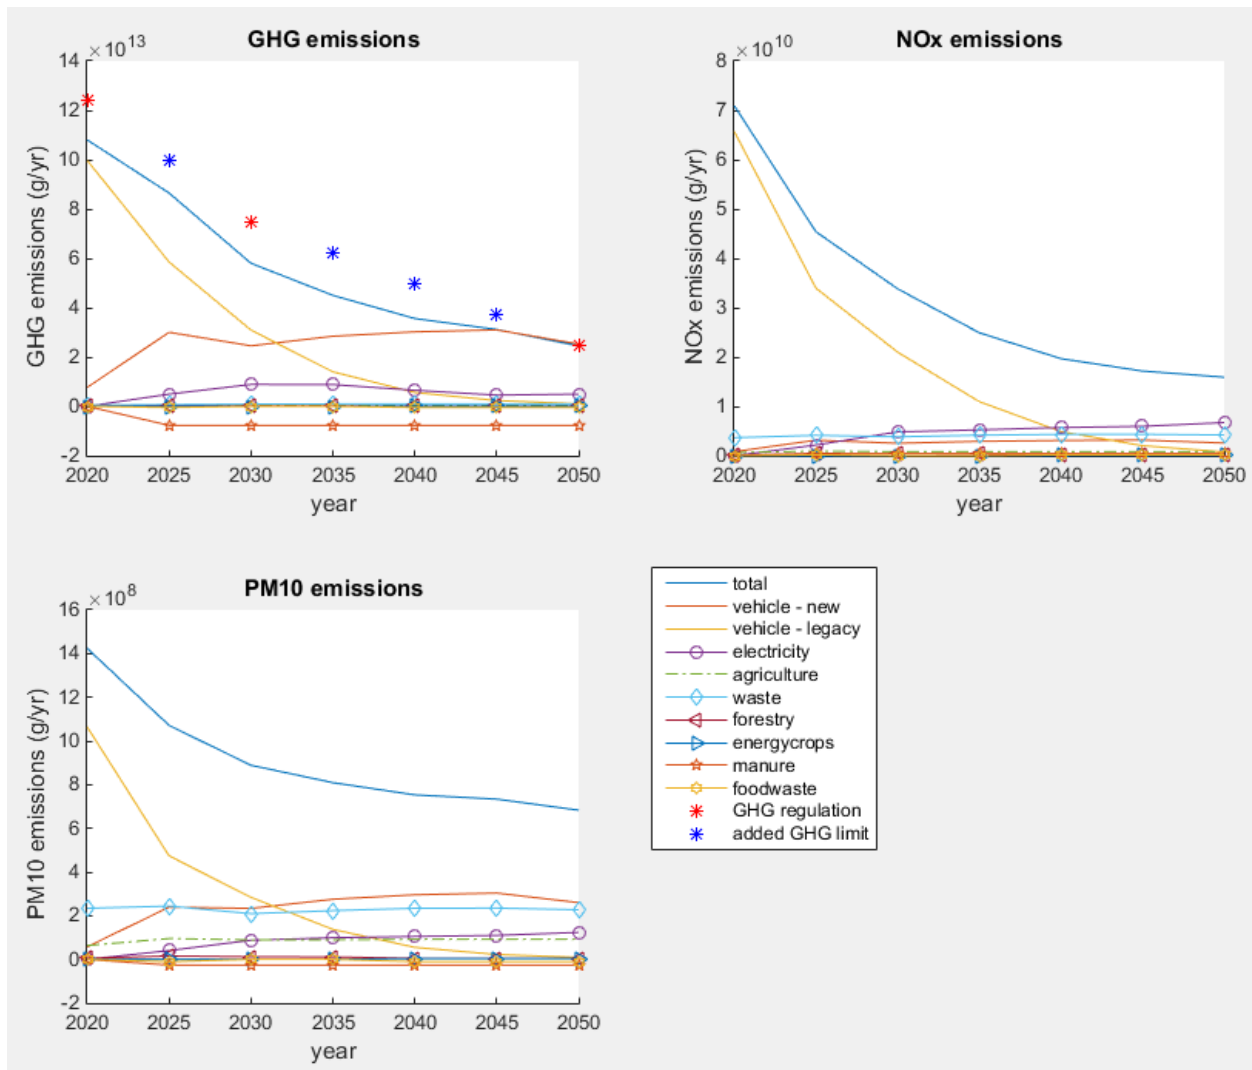 GHG emissions
×10^13
14
12
10
8
6
4
2
0
-2
GHG emissions (g/yr)
2020 2025 2030 2035 2040 2045 2050
year
NOx emissions
×10^10
8
7
6
5
4
3
2
1
0
NOx emissions (g/yr)
2020 2025 2030 2035 2040 2045 2050
year
PM10 emissions
×10^8
16
14
12
10
8
6
4
2
0
-2
PM10 emissions (g/yr)
2020 2025 2030 2035 2040 2045 2050
year
total
vehicle - new
vehicle - legacy
electricity
agriculture
waste
forestry
energycrops
manure
foodwaste
GHG regulation
added GHG limit